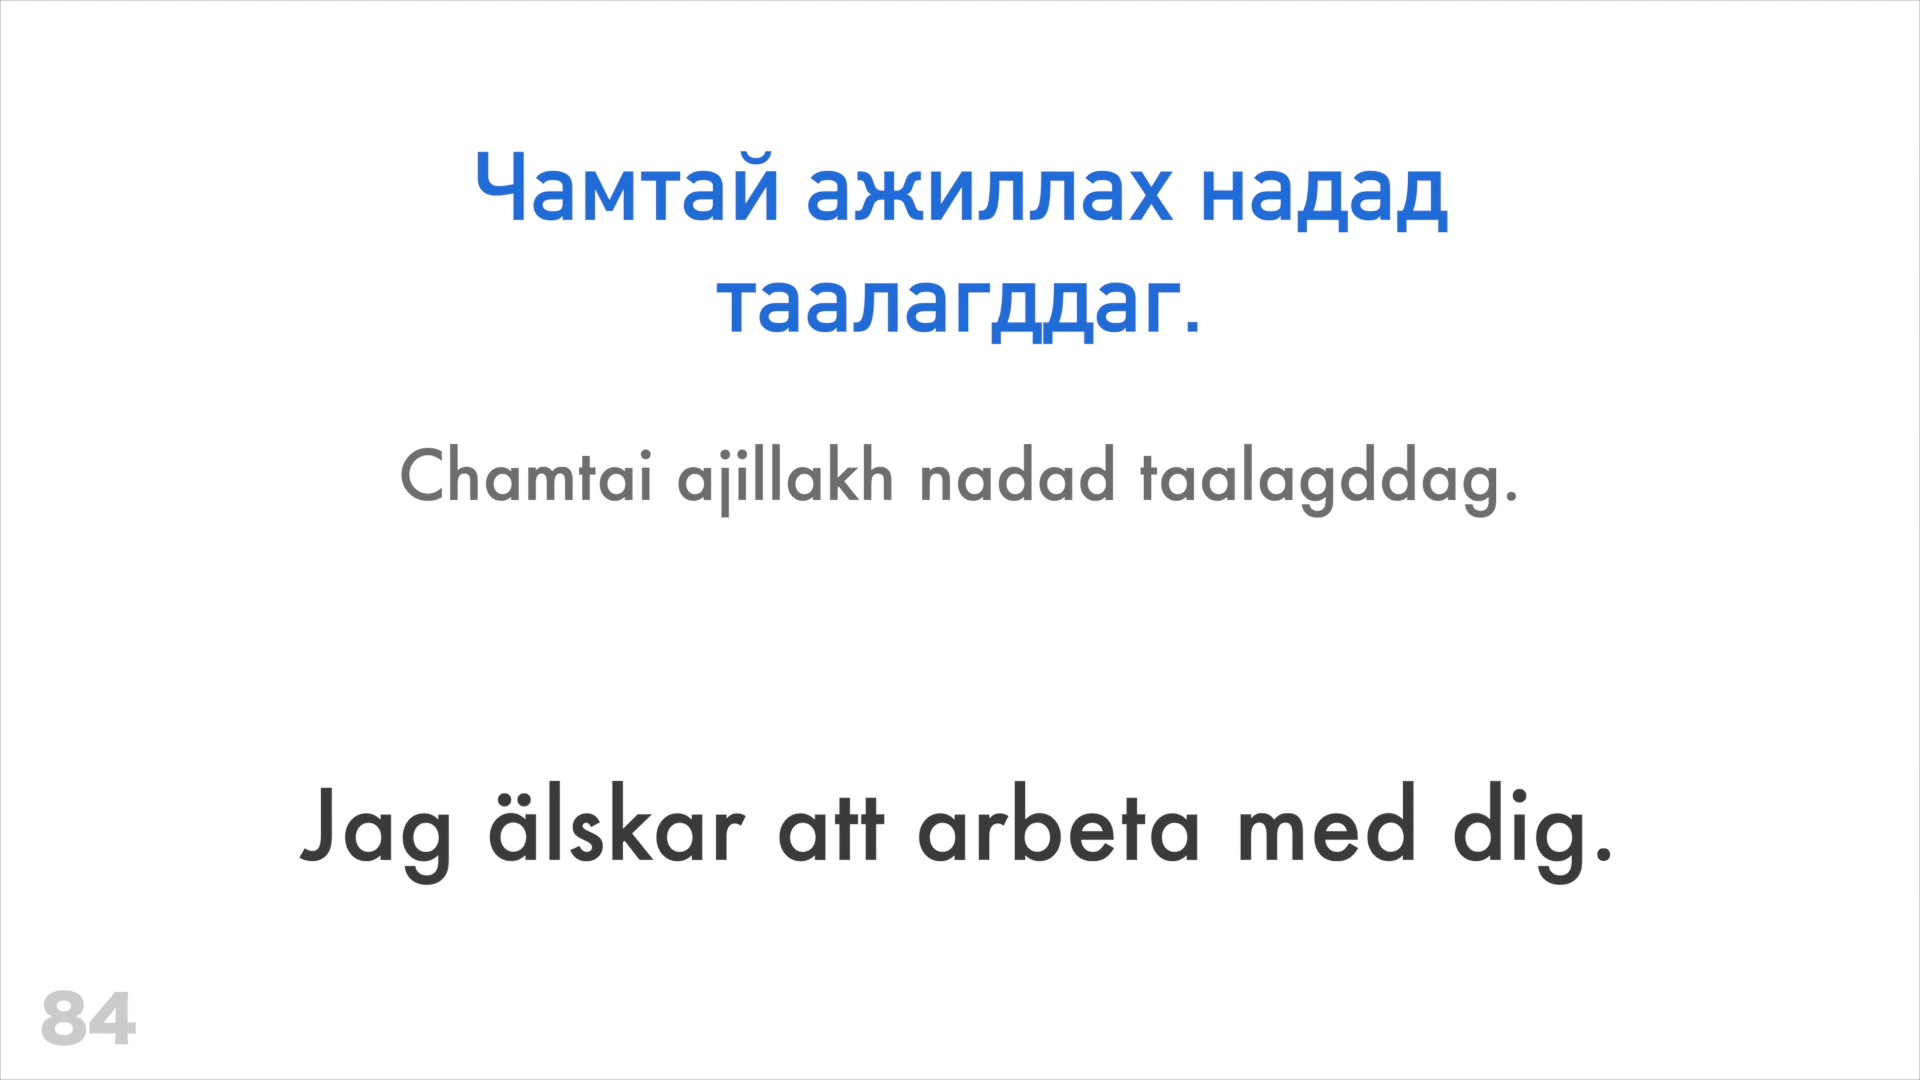 Чамтай ажиллах надад
таалагддаг.
Chamtai ajillakh nadad taalagddag.
Jag älskar att arbeta med dig.
84